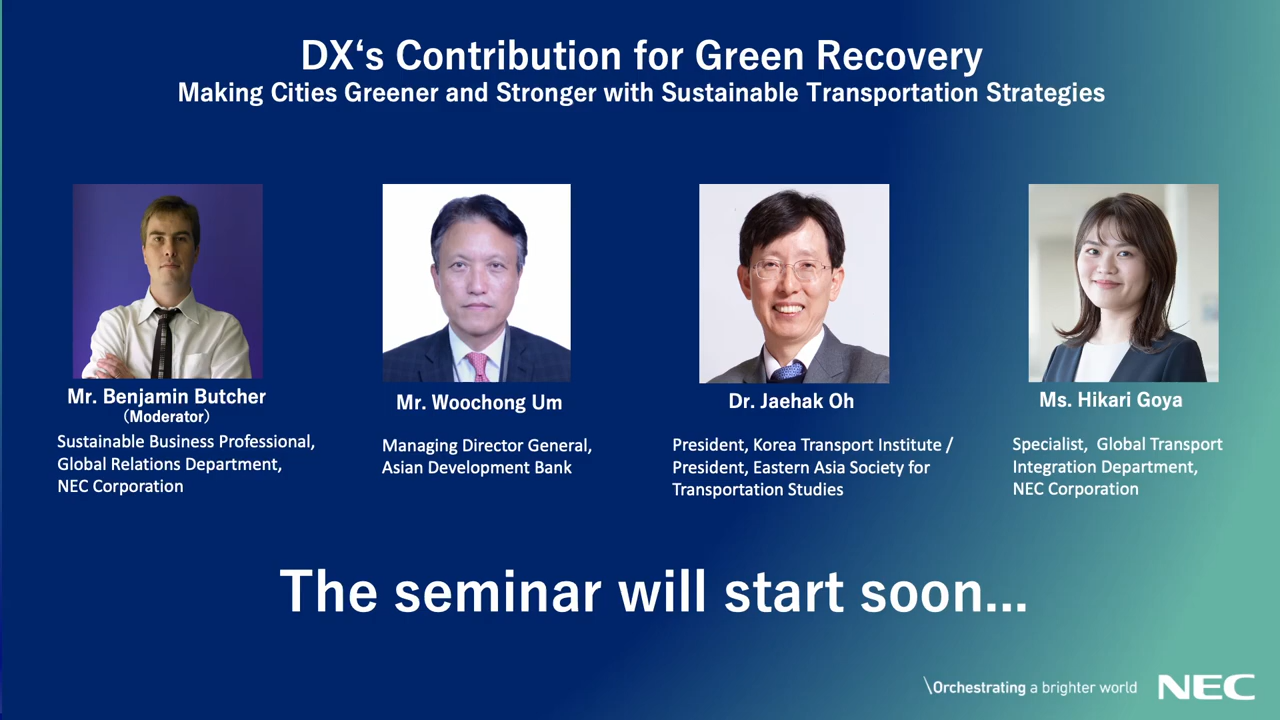 DX‘s Contribution for Green Recovery
Making Cities Greener and Stronger with Sustainable Transportation Strategies
Mr. Benjamin Butcher
(Moderator)
Sustainable Business Professional,
Global Relations Department,
NEC Corporation
Mr. Woochong Um
Managing Director General,
Asian Development Bank
Dr. Jaehak Oh
President, Korea Transport Institute /
President, Eastern Asia Society for
Transportation Studies
Ms. Hikari Goya
Specialist, Global Transport
Integration Department,
NEC Corporation
The seminar will start soon...
\Orchestrating a brighter world
NEC